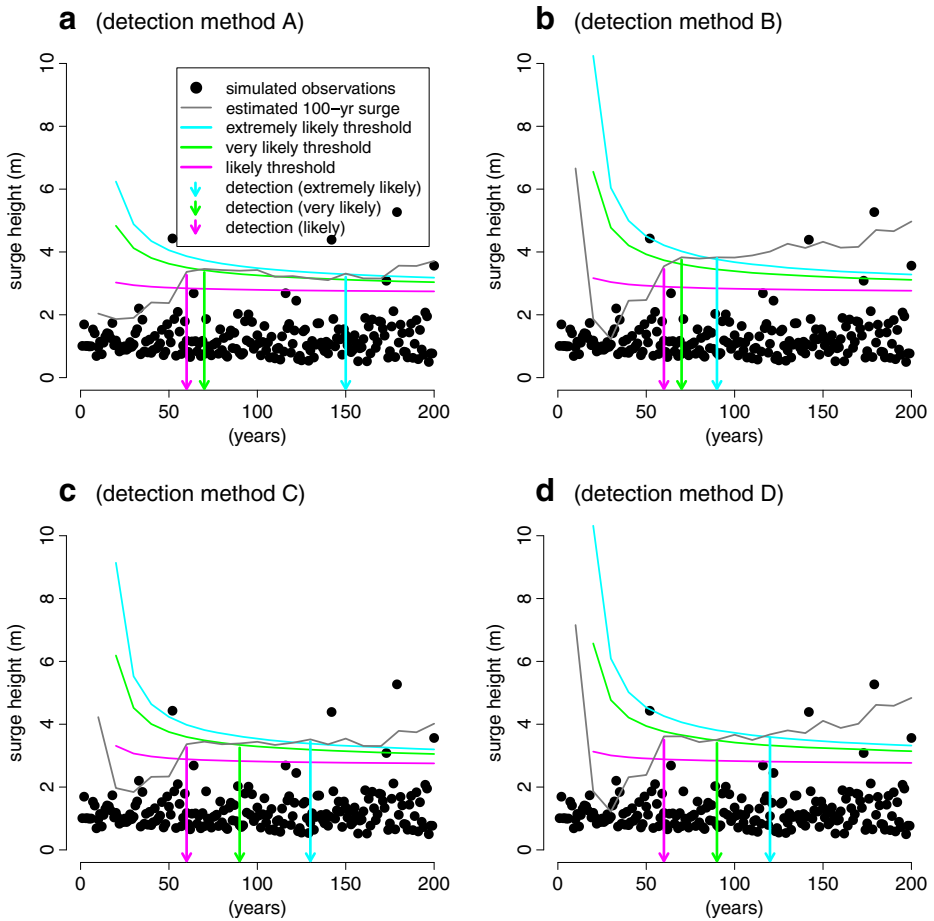 a (detection method A)
surge height (m)
10
8
6
4
2
0
simulated observations
estimated 100−yr surge
extremely likely threshold
very likely threshold
likely threshold
detection (extremely likely)
detection (very likely)
detection (likely)
0 50 100 150 200
(years)
b (detection method B)
surge height (m)
10
8
6
4
2
0
0 50 100 150 200
(years)
c (detection method C)
surge height (m)
10
8
6
4
2
0
0 50 100 150 200
(years)
d (detection method D)
surge height (m)
10
8
6
4
2
0
0 50 100 150 200
(years)